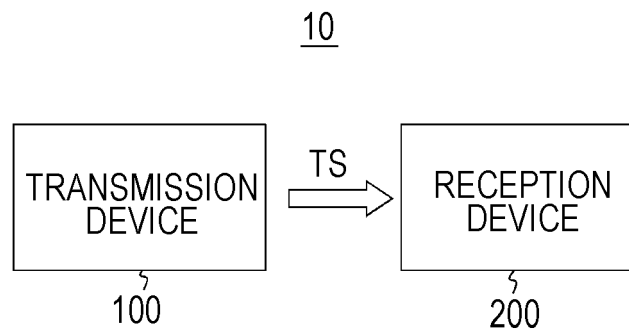 10
TRANSMISSION
DEVICE
TS
RECEPTION
DEVICE
100
200